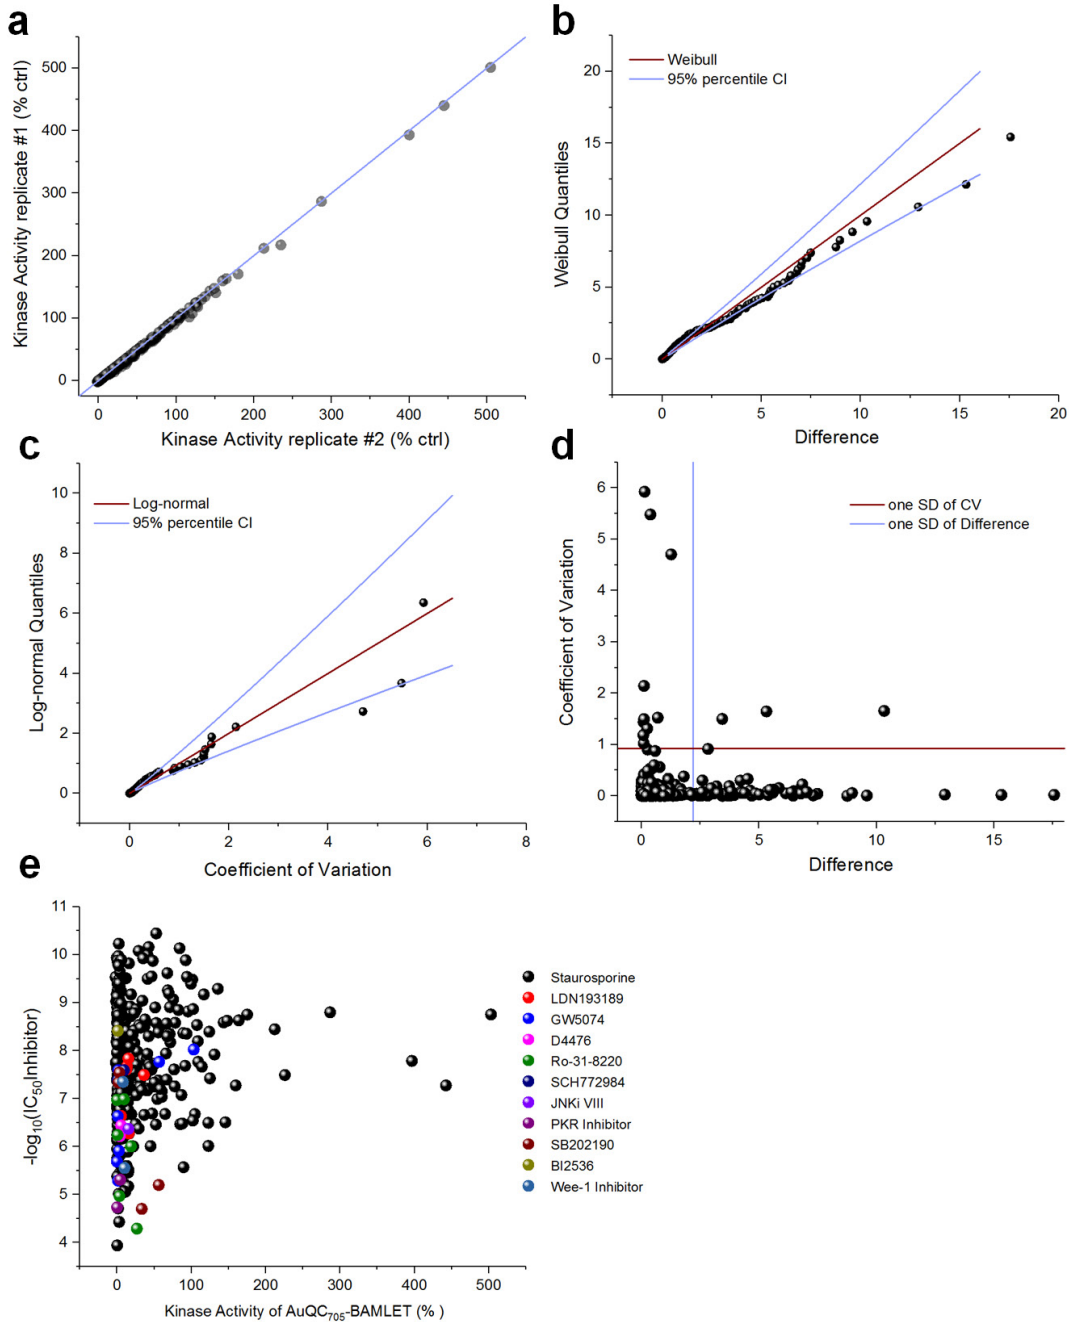 a
Kinase Activity replicate #1 (% ctrl)
500
400
300
200
100
0
0 100 200 300 400 500
Kinase Activity replicate #2 (% ctrl)
b
Weibull
95% percentile CI
Weibull Quantiles
20
15
10
5
0
0 5 10 15 20
Difference
c
Log-normal
95% percentile CI
Log-normal Quantiles
10
8
6
4
2
0
0 2 4 6 8
Coefficient of Variation
d
one SD of CV
one SD of Difference
Coefficient of Variation
6
5
4
3
2
1
0
0 5 10 15
Difference
e
-log10(IC50Inhibitor)
11
10
9
8
7
6
5
4
0 100 200 300 400 500
Kinase Activity of AuQC705-BAMLET (% )
Staurosporine
LDN193189
GW5074
D4476
Ro-31-8220
SCH772984
JNKi VIII
PKR Inhibitor
SB202190
BI2536
Wee-1 Inhibitor